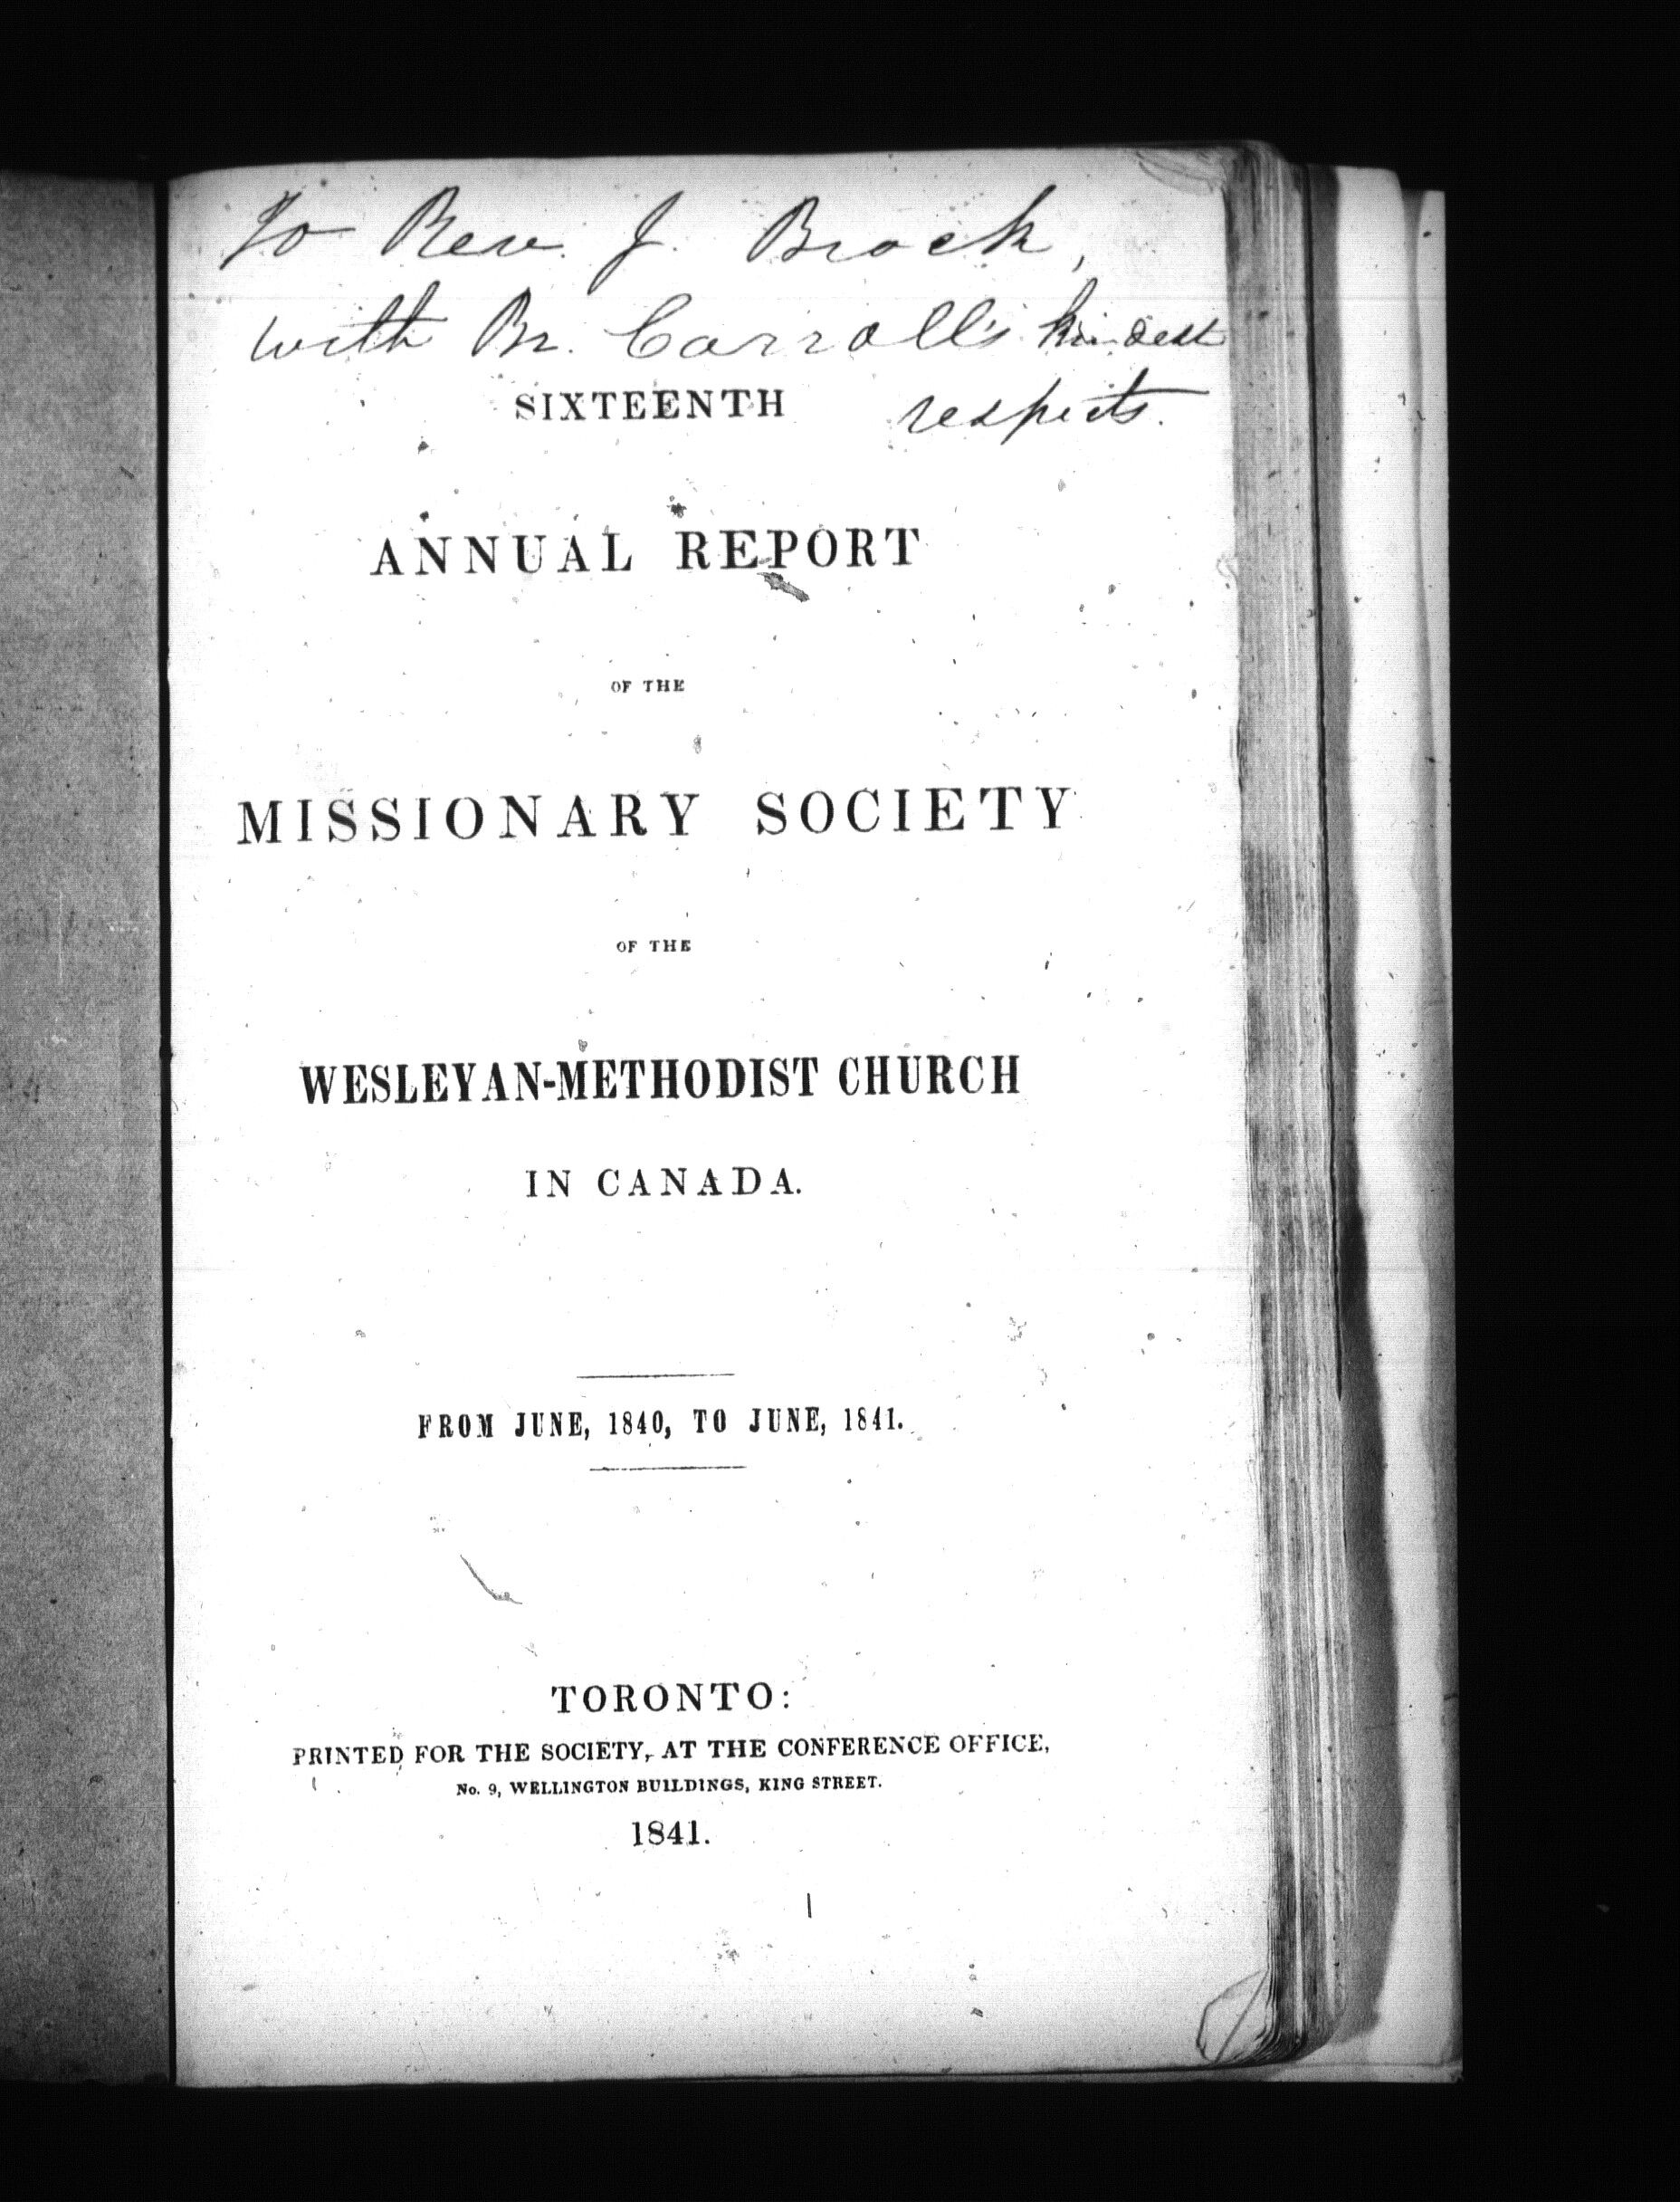 To Rev. J. Brock,
with Br. Carroll's kindest
respects.
SIXTEENTH
ANNUAL REPORT
OF THE
MISSIONARY SOCIETY
OF THE
WESLEYAN-METHODIST CHURCH
IN CANADA.
FROM JUNE, 1840, TO JUNE, 1841.
TORONTO:
PRINTED FOR THE SOCIETY, AT THE CONFERENCE OFFICE,
No. 9, WELLINGTON BUILDINGS, KING STREET.
1841.